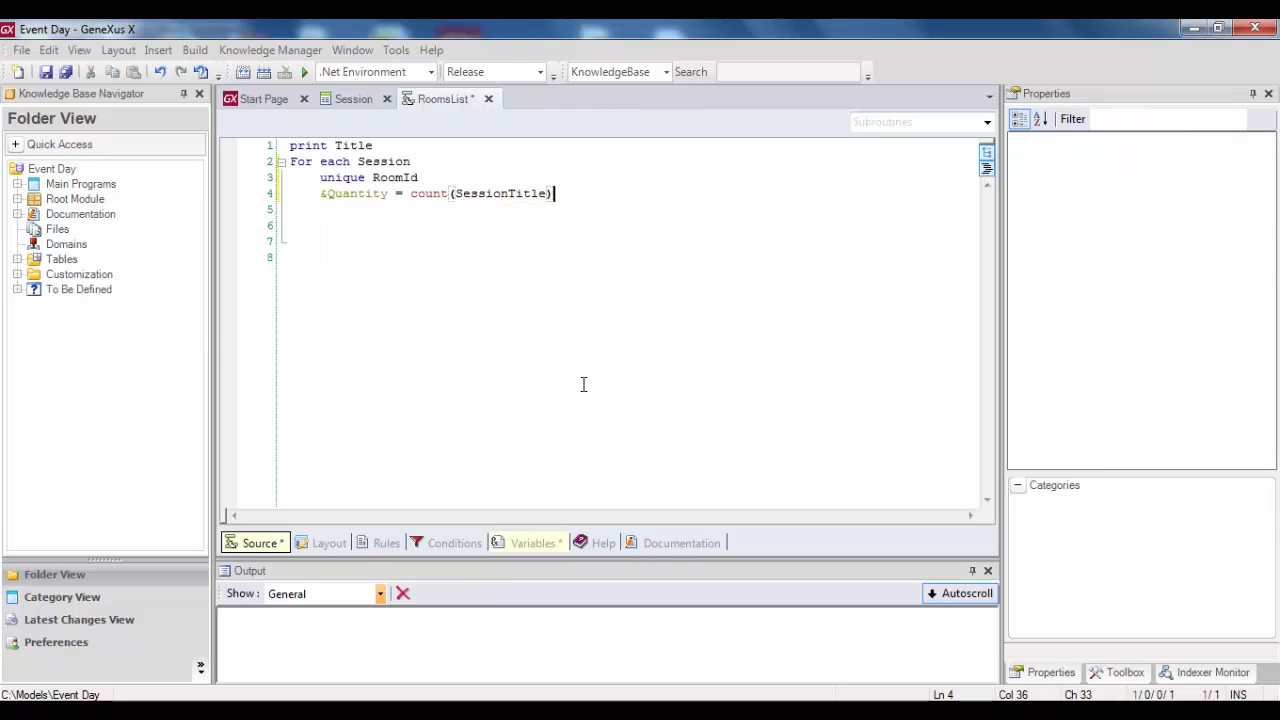 GX Event Day - GeneXus X
File Edit View Layout Insert Build Knowledge Manager Window Tools Help
.Net Environment Release KnowledgeBase Search
Knowledge Base Navigator
GX Start Page Session RoomsList *
Properties
Folder View
Subroutines
Filter
Quick Access
Event Day
Main Programs
Root Module
Documentation
Files
Domains
Tables
Customization
To Be Defined
1 print Title
2 For each Session
3 unique RoomId
4 &Quantity = count(SessionTitle)
5
6
7
8
Categories
Source * Layout Rules Conditions Variables * Help Documentation
Output
Show : General Autoscroll
Folder View
Category View
Latest Changes View
Preferences
Properties Toolbox Indexer Monitor
C:\Models\Event Day Ln 4 Col 36 Ch 33 1/ 0/ 0/ 1 1/ 1 INS